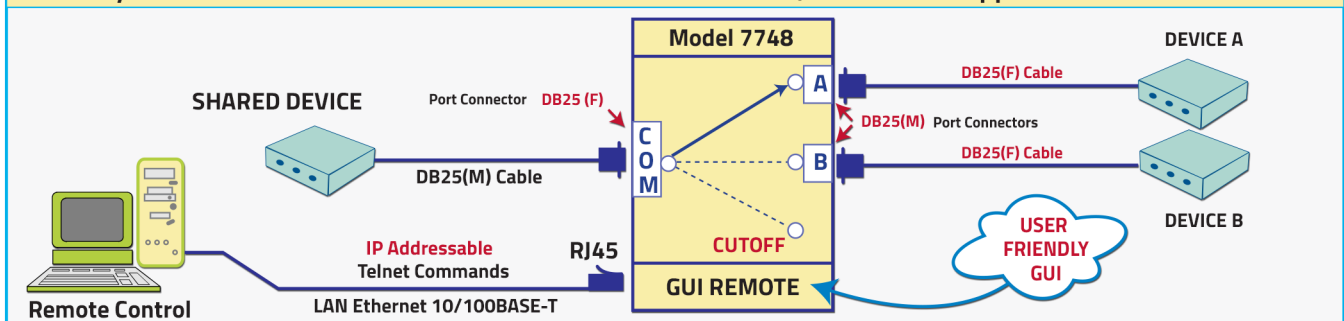 Model 7748
DEVICE A
SHARED DEVICE
Port Connector DB25 (F)
DB25(F) Cable
A
DB25(M) Port Connectors
COM
B
DB25(F) Cable
DB25(M) Cable
DEVICE B
CUTOFF
USER
FRIENDLY
GUI
IP Addressable
Telnet Commands
RJ45
GUI REMOTE
LAN Ethernet 10/100BASE-T
Remote Control